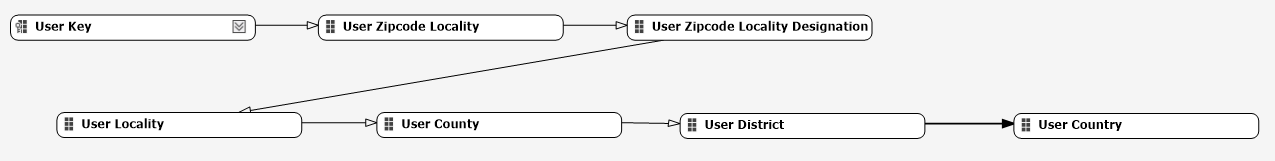 User Key
User Zipcode Locality
User Zipcode Locality Designation
User Locality
User County
User District
User Country